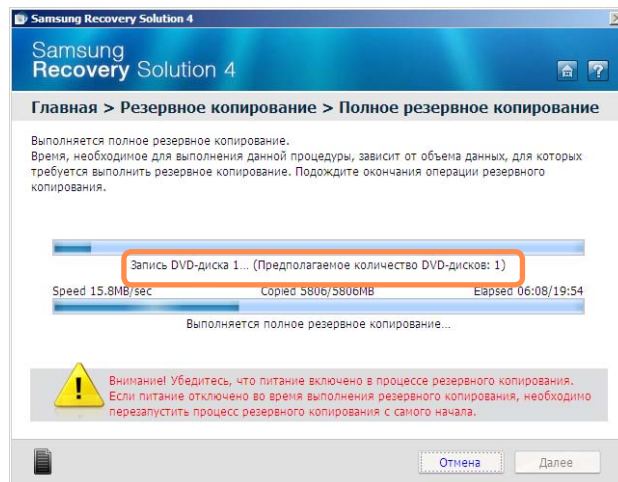 Samsung Recovery Solution 4
Samsung
Recovery Solution 4
Главная > Резервное копирование > Полное резервное копирование
Выполняется полное резервное копирование.
Время, необходимое для выполнения данной процедуры, зависит от объема данных, для которых
требуется выполнить резервное копирование. Подождите окончания операции резервного
копирования.
Запись DVD-диска 1... (Предполагаемое количество DVD-дисков: 1)
Speed 15.8MB/sec Copied 5806/5806MB Elapsed 06:08/19:54
Выполняется полное резервное копирование...
Внимание! Убедитесь, что питание включено в процессе резервного копирования.
Если питание отключено во время выполнения резервного копирования, необходимо
перезапустить процесс резервного копирования с самого начала.
Отмена Далее